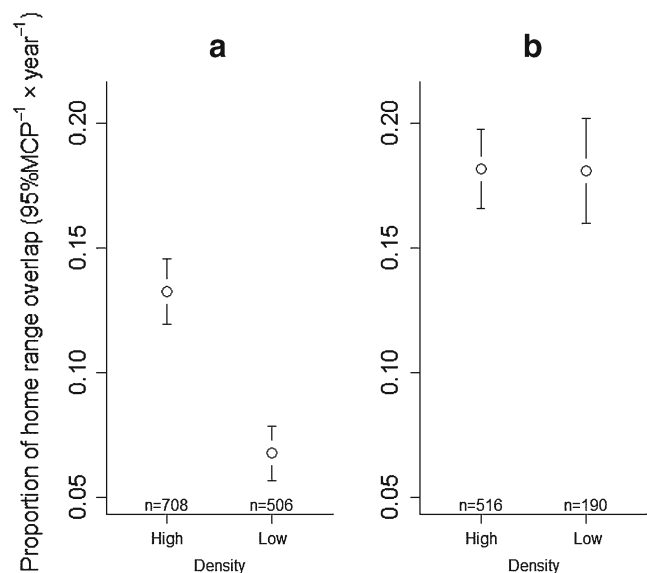 a
b
Proportion of home range overlap (95%MCP⁻¹ × year⁻¹)
0.20
0.15
0.10
0.05
n=708
n=506
High
Low
Density
0.20
0.15
0.10
0.05
n=516
n=190
High
Low
Density